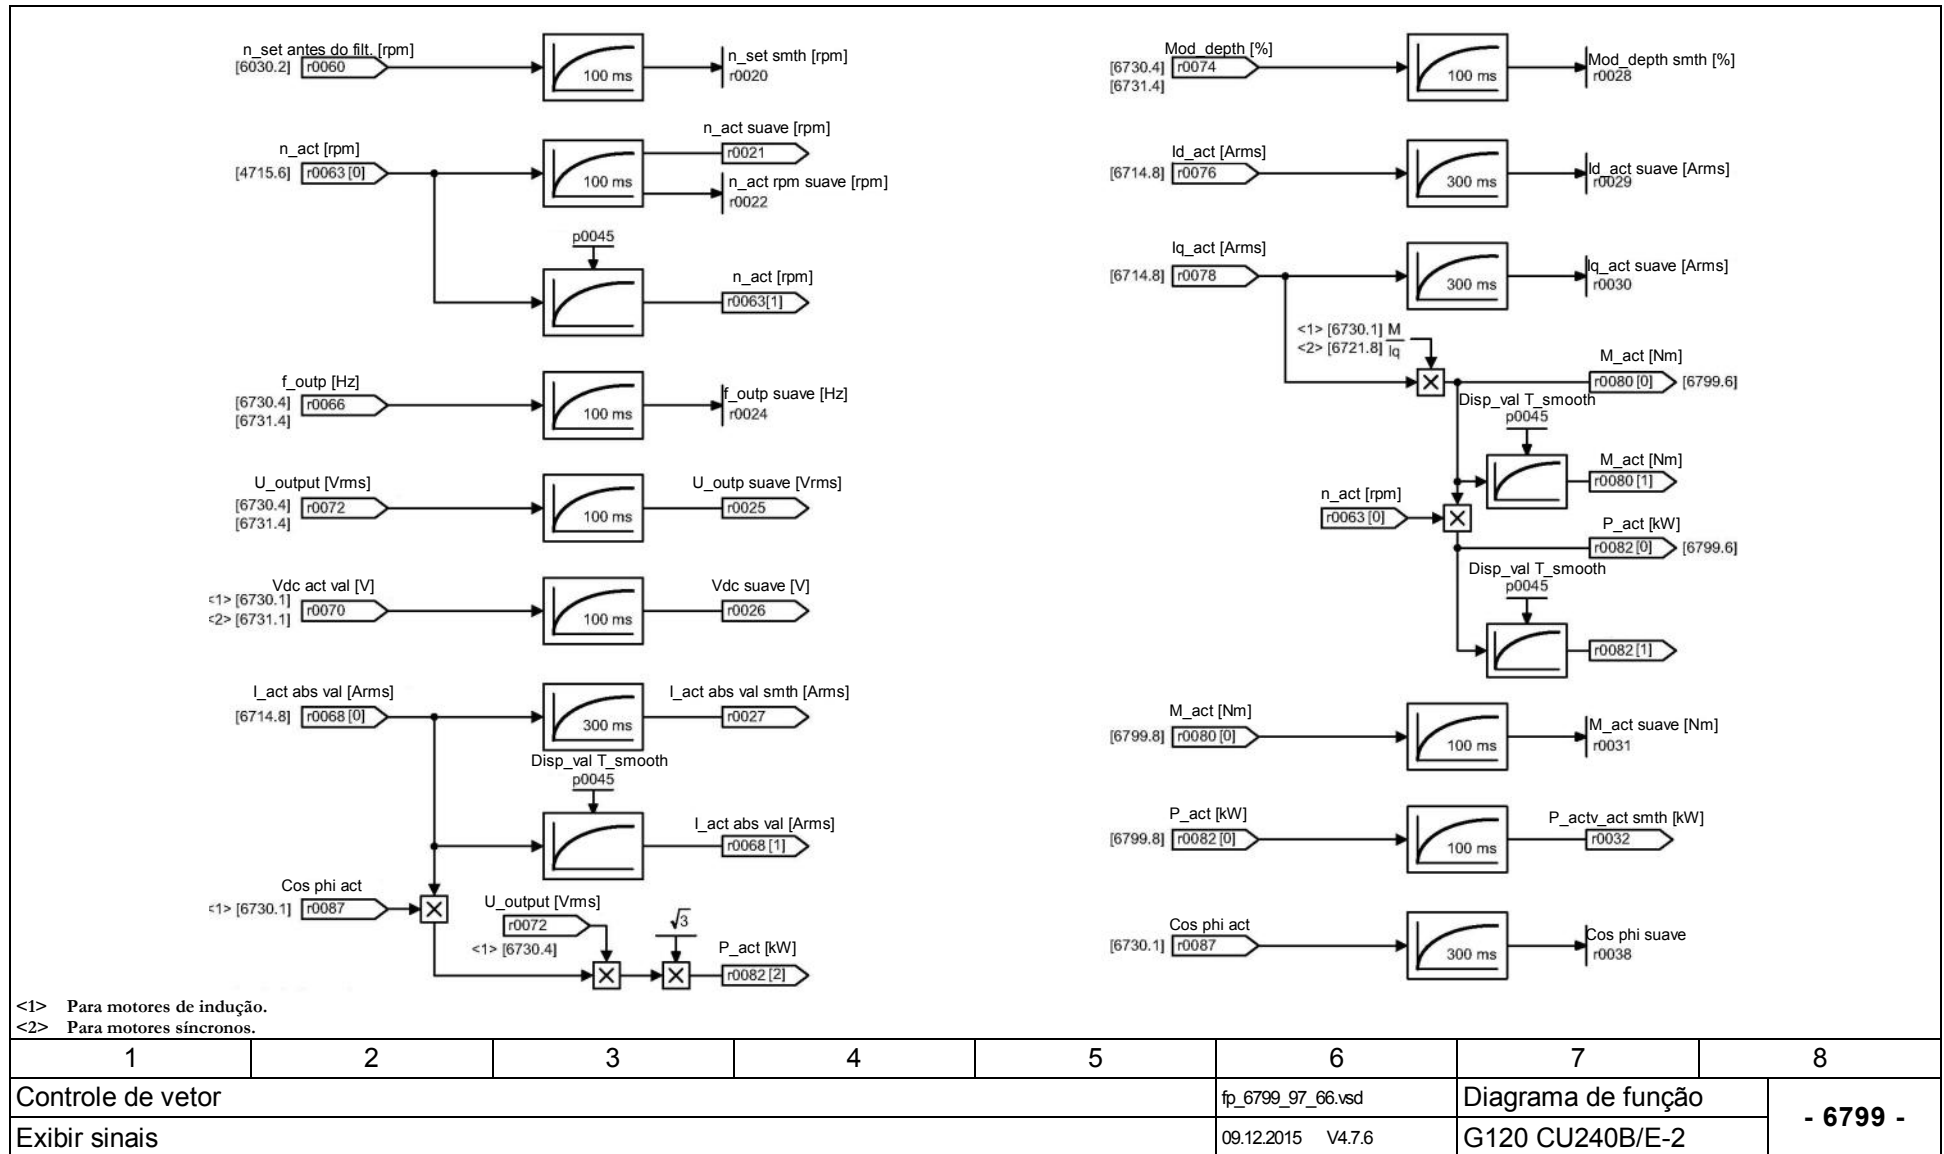 n_set antes do filt. [rpm]
[6030.2] r0060
100 ms
n_set smth [rpm]
r0020
n_act [rpm]
[4715.6] r0063 [0]
100 ms
n_act suave [rpm]
r0021
n_act rpm suave [rpm]
r0022
p0045
n_act [rpm]
r0063[1]
f_outp [Hz]
[6730.4] r0066
[6731.4]
100 ms
f_outp suave [Hz]
r0024
U_output [Vrms]
[6730.4] r0072
[6731.4]
100 ms
U_outp suave [Vrms]
r0025
Vdc act val [V]
<1> [6730.1]
<2> [6731.1]
r0070
100 ms
Vdc suave [V]
r0026
I_act abs val [Arms]
[6714.8] r0068 [0]
300 ms
I_act abs val smth [Arms]
r0027
Disp_val T_smooth
p0045
I_act abs val [Arms]
r0068 [1]
Cos phi act
<1> [6730.1] r0087
U_output [Vrms]
r0072
<1> [6730.4]
√3
P_act [kW]
r0082 [2]
Mod_depth [%]
[6730.4] r0074
[6731.4]
100 ms
Mod_depth smth [%]
r0028
Id_act [Arms]
[6714.8] r0076
300 ms
Id_act suave [Arms]
r0029
Iq_act [Arms]
[6714.8] r0078
300 ms
Iq_act suave [Arms]
r0030
<1> [6730.1] M
<2> [6721.8] Iq
M_act [Nm]
r0080 [0] [6799.6]
Disp_val T_smooth
p0045
M_act [Nm]
r0080 [1]
n_act [rpm]
r0063 [0]
P_act [kW]
r0082 [0] [6799.6]
Disp_val T_smooth
p0045
r0082 [1]
M_act [Nm]
[6799.8] r0080 [0]
100 ms
M_act suave [Nm]
r0031
P_act [kW]
[6799.8] r0082 [0]
100 ms
P_actv_act smth [kW]
r0032
Cos phi act
[6730.1] r0087
300 ms
Cos phi suave
r0038
<1> Para motores de indução.
<2> Para motores síncronos.
1 2 3 4 5 6 7 8
Controle de vetor
fp_6799_97_66.vsd
Diagrama de função
- 6799 -
Exibir sinais
09.12.2015 V4.7.6
G120 CU240B/E-2